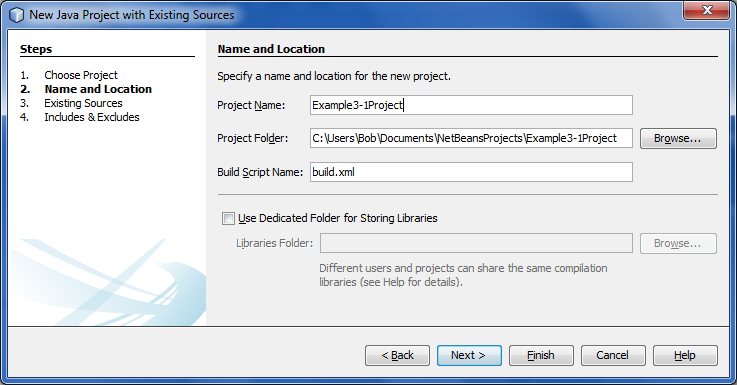 New Java Project with Existing Sources
Steps
1. Choose Project
2. Name and Location
3. Existing Sources
4. Includes & Excludes
Name and Location
Specify a name and location for the new project.
Project Name: Example3-1Project
Project Folder: C:\Users\Bob\Documents\NetBeansProjects\Example3-1Project Browse...
Build Script Name: build.xml
Use Dedicated Folder for Storing Libraries
Libraries Folder: Browse...
Different users and projects can share the same compilation
libraries (see Help for details).
< Back Next > Finish Cancel Help